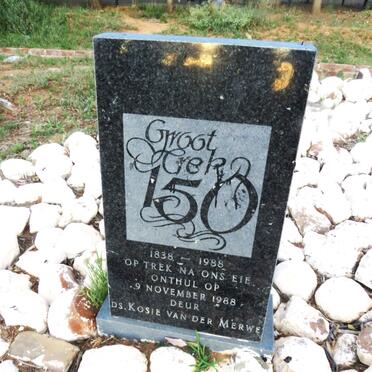 Groot
Trek
150
1838 - 1988
OP TREK NA ONS EIE
ONTHUL OP
9 NOVEMBER 1988
DEUR
DS. KOSIE VAN DER MERWE